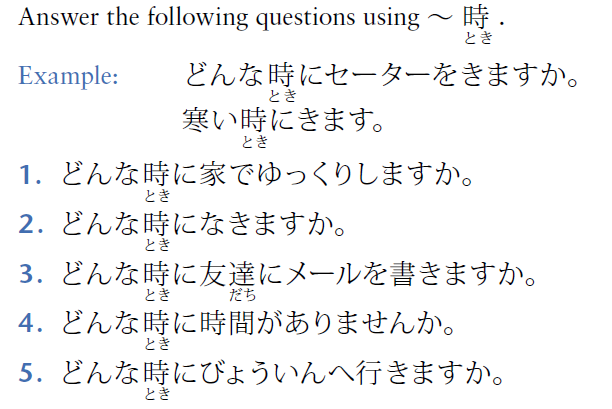 Answer the following questions using ～ 時 .
とき
Example: どんな時にセーターをきますか。
とき
寒い時にきます。
とき
1. どんな時に家でゆっくりしますか。
とき
2. どんな時になきますか。
とき
3. どんな時に友達にメールを書きますか。
とき だち
4. どんな時に時間がありませんか。
とき
5. どんな時にびょういんへ行きますか。
とき